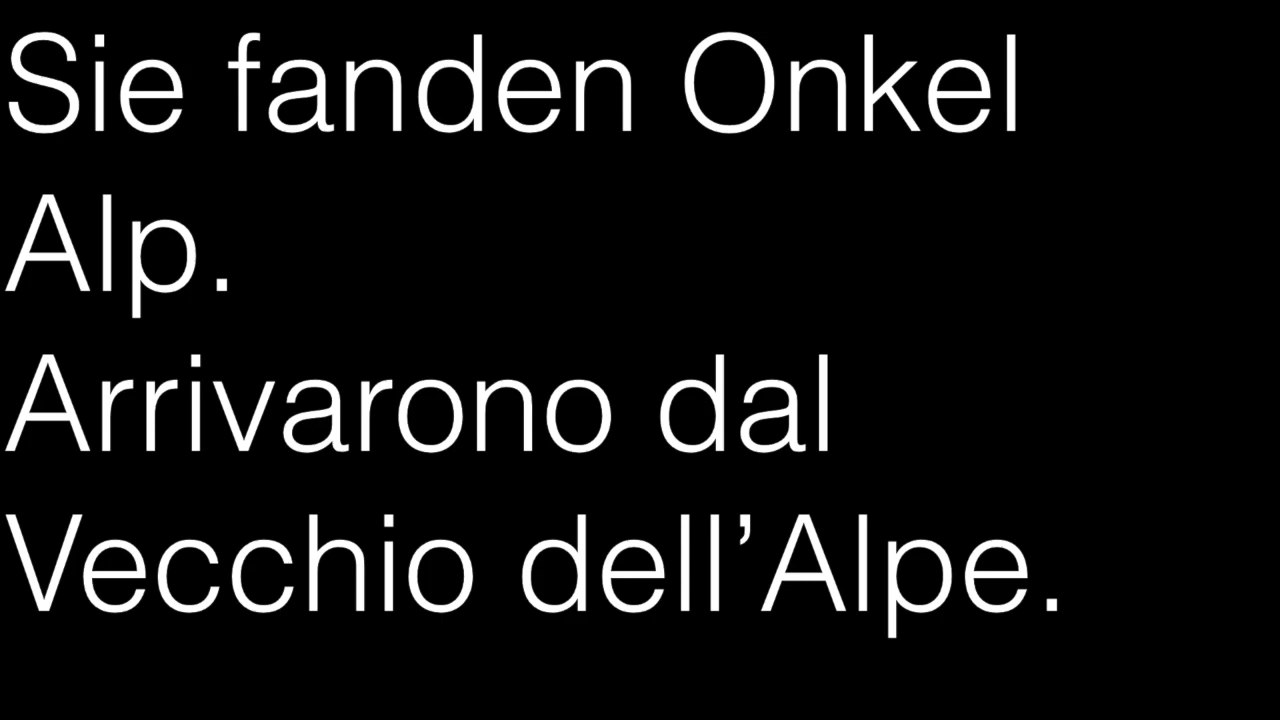 Sie fanden Onkel
Alp.
Arrivarono dal
Vecchio dell’Alpe.